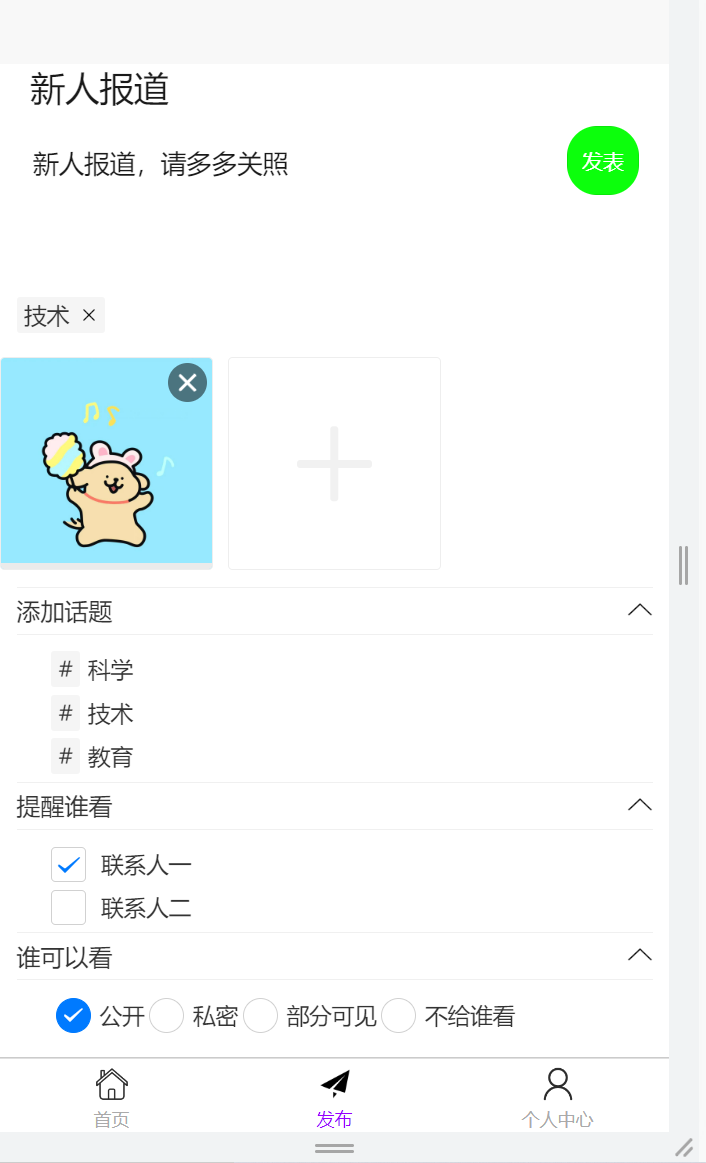 新人报道
新人报道，请多多关照
发表
技术 ×
添加话题
# 科学
# 技术
# 教育
提醒谁看
联系人一
联系人二
谁可以看
公开 私密 部分可见 不给谁看
首页 发布 个人中心